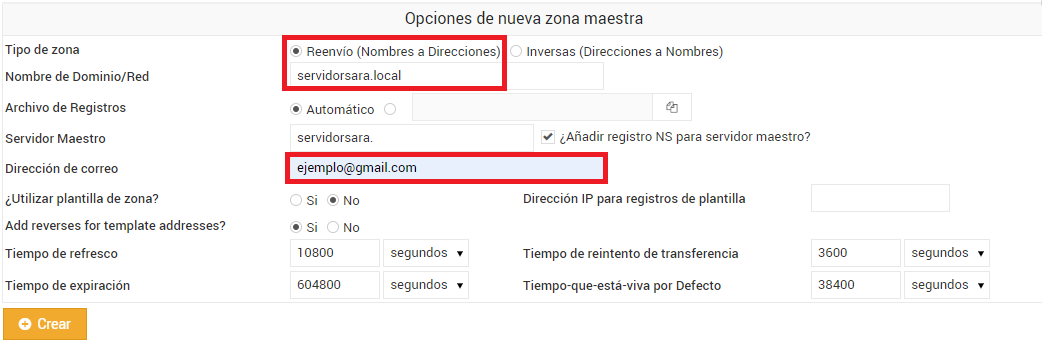 Opciones de nueva zona maestra
Tipo de zona Reenvío (Nombres a Direcciones) Inversas (Direcciones a Nombres)
Nombre de Dominio/Red servidorsara.local
Archivo de Registros Automático
Servidor Maestro servidorsara. ¿Añadir registro NS para servidor maestro?
Dirección de correo ejemplo@gmail.com
¿Utilizar plantilla de zona? Si No Dirección IP para registros de plantilla
Add reverses for template addresses? Si No
Tiempo de refresco 10800 segundos Tiempo de reintento de transferencia 3600 segundos
Tiempo de expiración 604800 segundos Tiempo-que-está-viva por Defecto 38400 segundos
Crear